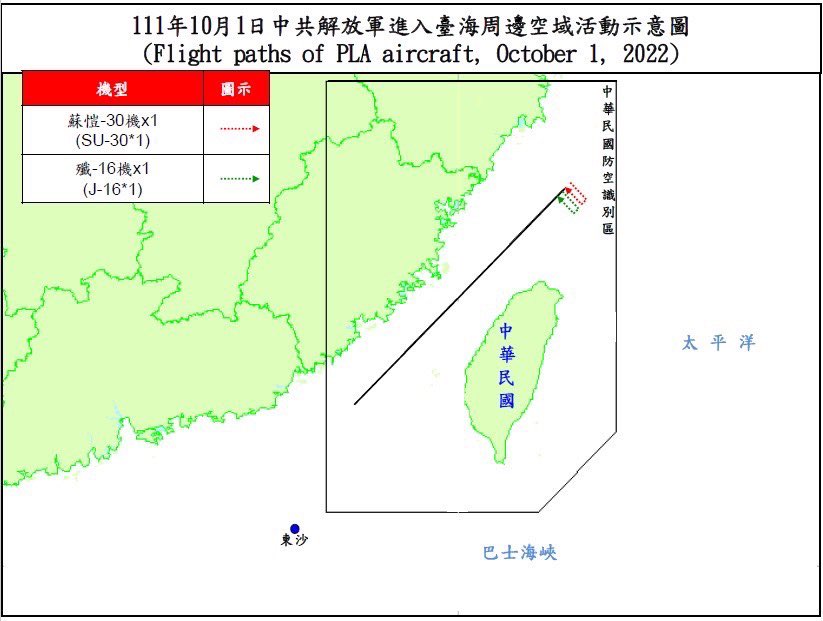 111年10月1日中共解放軍進入臺海周邊空域活動示意圖
(Flight paths of PLA aircraft, October 1, 2022)
機型 圖示
蘇愷-30機x1
(SU-30*1)
殲-16機x1
(J-16*1)
中華民國防空識別區
中華民國
太平洋
東沙
巴士海峽